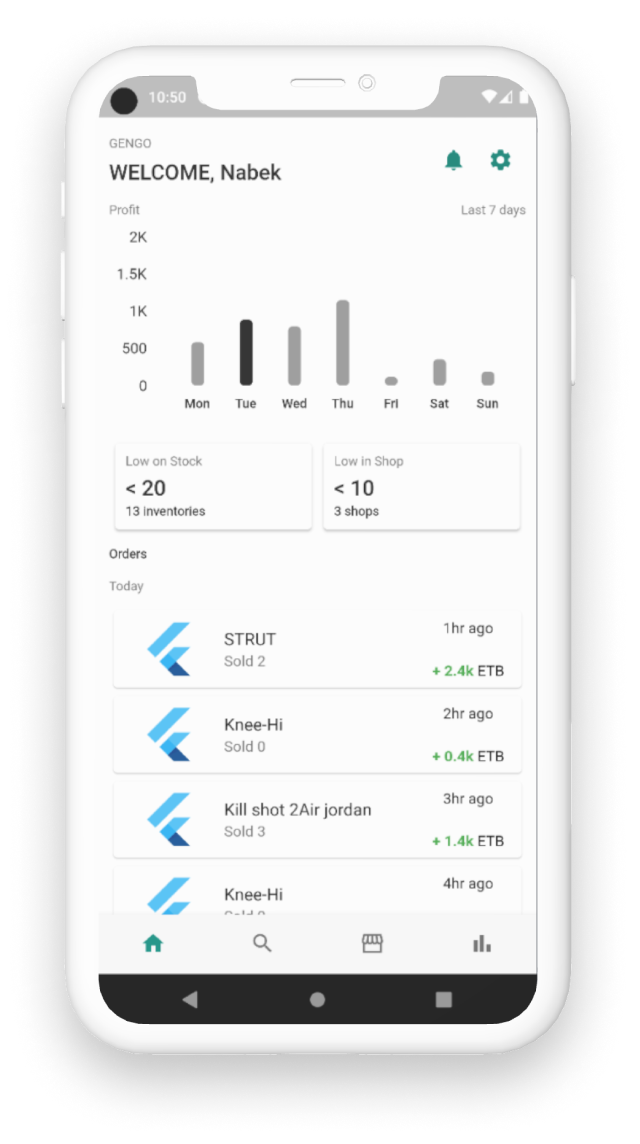 10:50
GENGO
WELCOME, Nabek
Profit
Last 7 days
2K
1.5K
1K
500
0
Mon Tue Wed Thu Fri Sat Sun
Low on Stock
< 20
13 inventories
Low in Shop
< 10
3 shops
Orders
Today
STRUT
Sold 2
1hr ago
+ 2.4k ETB
Knee-Hi
Sold 0
2hr ago
+ 0.4k ETB
Kill shot 2Air jordan
Sold 3
3hr ago
+ 1.4k ETB
Knee-Hi
4hr ago